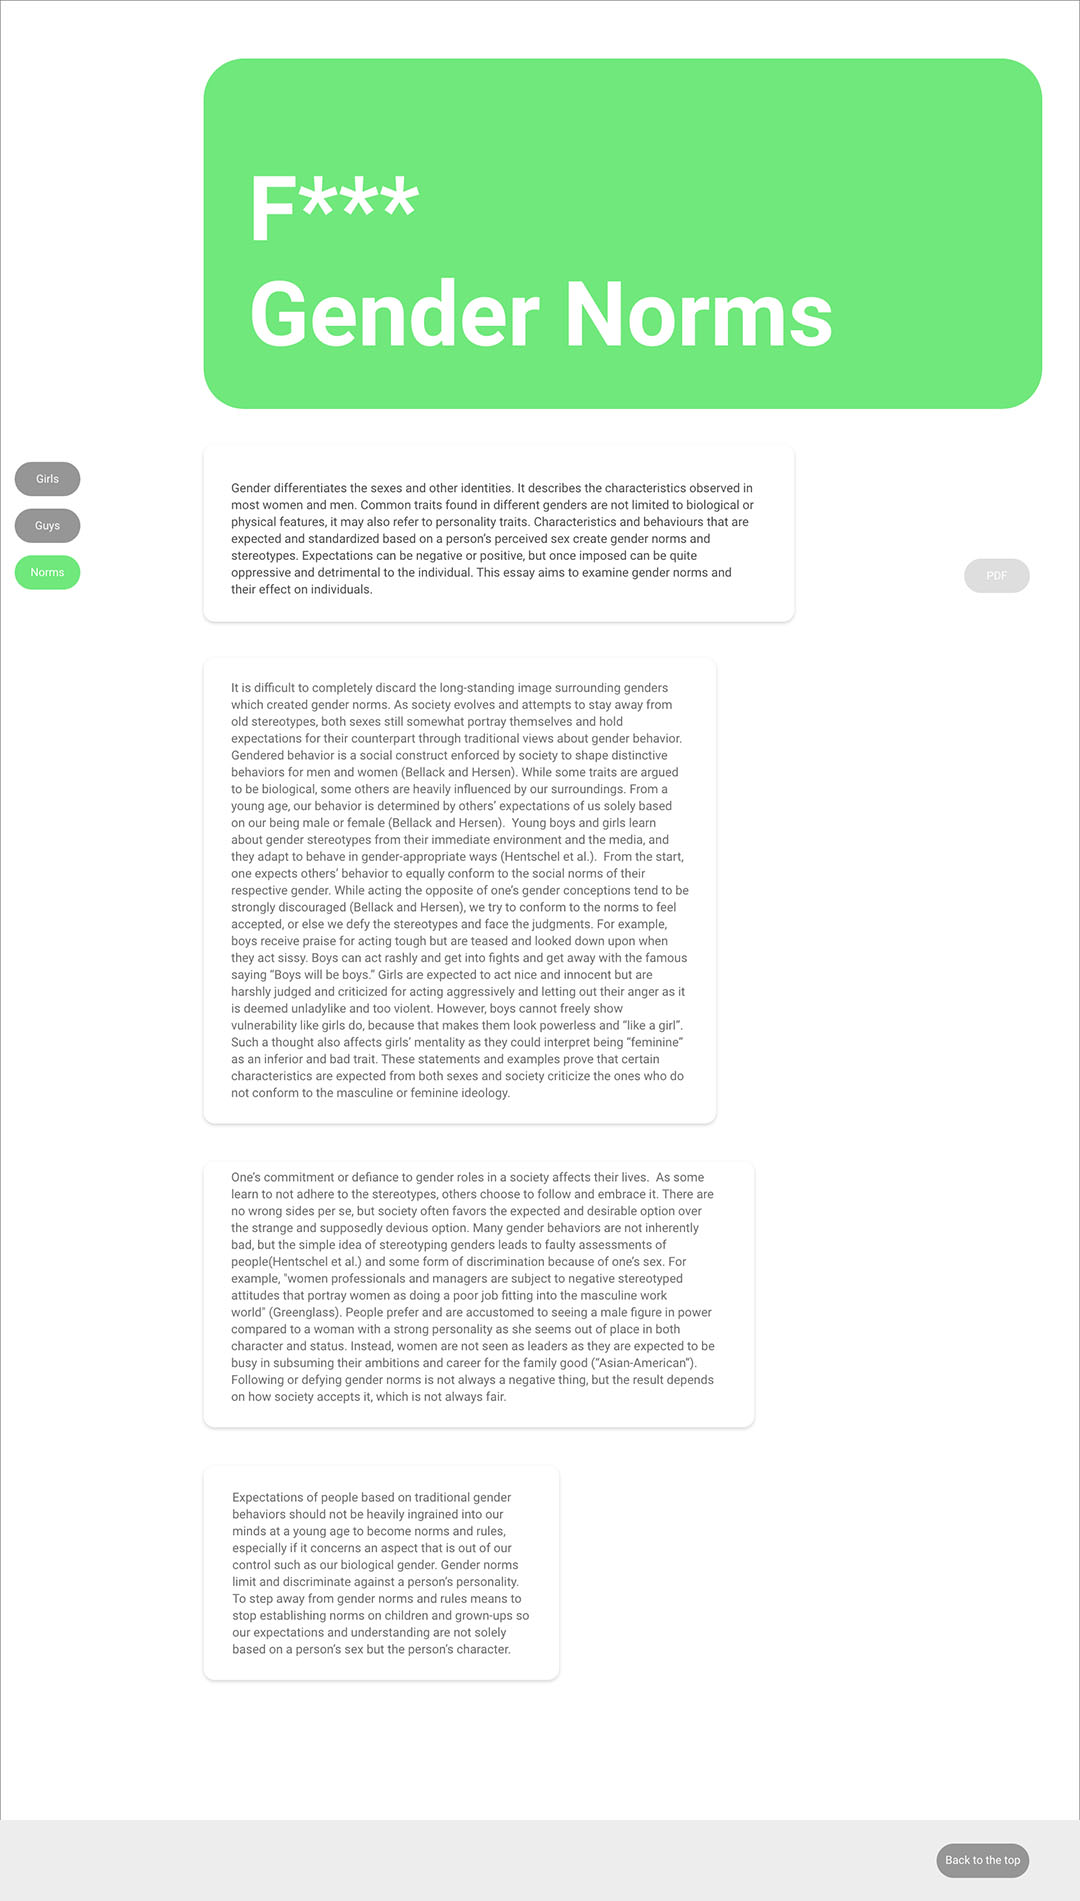 F***
Gender Norms
Girls
Guys
Norms
Gender differentiates the sexes and other identities. It describes the characteristics observed in
most women and men. Common traits found in different genders are not limited to biological or
physical features, it may also refer to personality traits. Characteristics and behaviours that are
expected and standardized based on a person’s perceived sex create gender norms and
stereotypes. Expectations can be negative or positive, but once imposed can be quite
oppressive and detrimental to the individual. This essay aims to examine gender norms and
their effect on individuals.
PDF
It is difficult to completely discard the long-standing image surrounding genders
which created gender norms. As society evolves and attempts to stay away from
old stereotypes, both sexes still somewhat portray themselves and hold
expectations for their counterpart through traditional views about gender behavior.
Gendered behavior is a social construct enforced by society to shape distinctive
behaviors for men and women (Bellack and Hersen). While some traits are argued
to be biological, some others are heavily influenced by our surroundings. From a
young age, our behavior is determined by others’ expectations of us solely based
on our being male or female (Bellack and Hersen).  Young boys and girls learn
about gender stereotypes from their immediate environment and the media, and
they adapt to behave in gender-appropriate ways (Hentschel et al.).  From the start,
one expects others’ behavior to equally conform to the social norms of their
respective gender. While acting the opposite of one’s gender conceptions tend to be
strongly discouraged (Bellack and Hersen), we try to conform to the norms to feel
accepted, or else we defy the stereotypes and face the judgments. For example,
boys receive praise for acting tough but are teased and looked down upon when
they act sissy. Boys can act rashly and get into fights and get away with the famous
saying “Boys will be boys.” Girls are expected to act nice and innocent but are
harshly judged and criticized for acting aggressively and letting out their anger as it
is deemed unladylike and too violent. However, boys cannot freely show
vulnerability like girls do, because that makes them look powerless and “like a girl”.
Such a thought also affects girls’ mentality as they could interpret being “feminine”
as an inferior and bad trait. These statements and examples prove that certain
characteristics are expected from both sexes and society criticize the ones who do
not conform to the masculine or feminine ideology.
One’s commitment or defiance to gender roles in a society affects their lives.  As some
learn to not adhere to the stereotypes, others choose to follow and embrace it. There are
no wrong sides per se, but society often favors the expected and desirable option over
the strange and supposedly devious option. Many gender behaviors are not inherently
bad, but the simple idea of stereotyping genders leads to faulty assessments of
people(Hentschel et al.) and some form of discrimination because of one’s sex. For
example, "women professionals and managers are subject to negative stereotyped
attitudes that portray women as doing a poor job fitting into the masculine work
world" (Greenglass). People prefer and are accustomed to seeing a male figure in power
compared to a woman with a strong personality as she seems out of place in both
character and status. Instead, women are not seen as leaders as they are expected to be
busy in subsuming their ambitions and career for the family good (“Asian-American”).
Following or defying gender norms is not always a negative thing, but the result depends
on how society accepts it, which is not always fair.
Expectations of people based on traditional gender
behaviors should not be heavily ingrained into our
minds at a young age to become norms and rules,
especially if it concerns an aspect that is out of our
control such as our biological gender. Gender norms
limit and discriminate against a person’s personality.
To step away from gender norms and rules means to
stop establishing norms on children and grown-ups so
our expectations and understanding are not solely
based on a person’s sex but the person’s character.
Back to the top